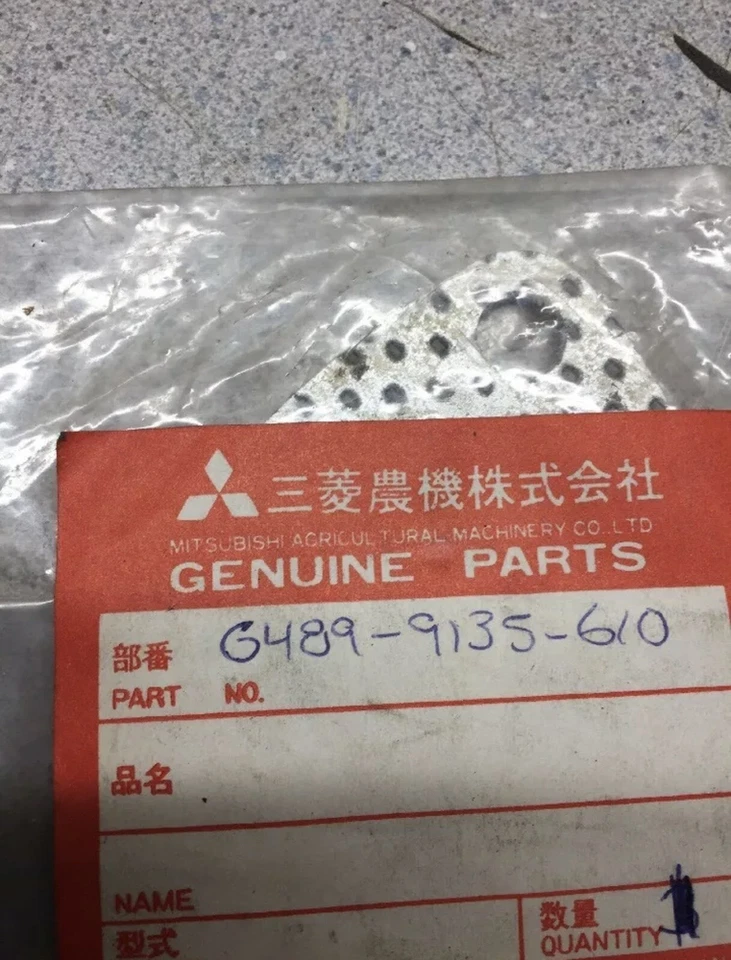 三菱農機株式会社
MITSUBISHI AGRICULTURAL MACHINERY CO.,LTD
GENUINE PARTS
部番 G489-9135-610
PART NO.
品名
NAME
型式
数量
QUANTITY